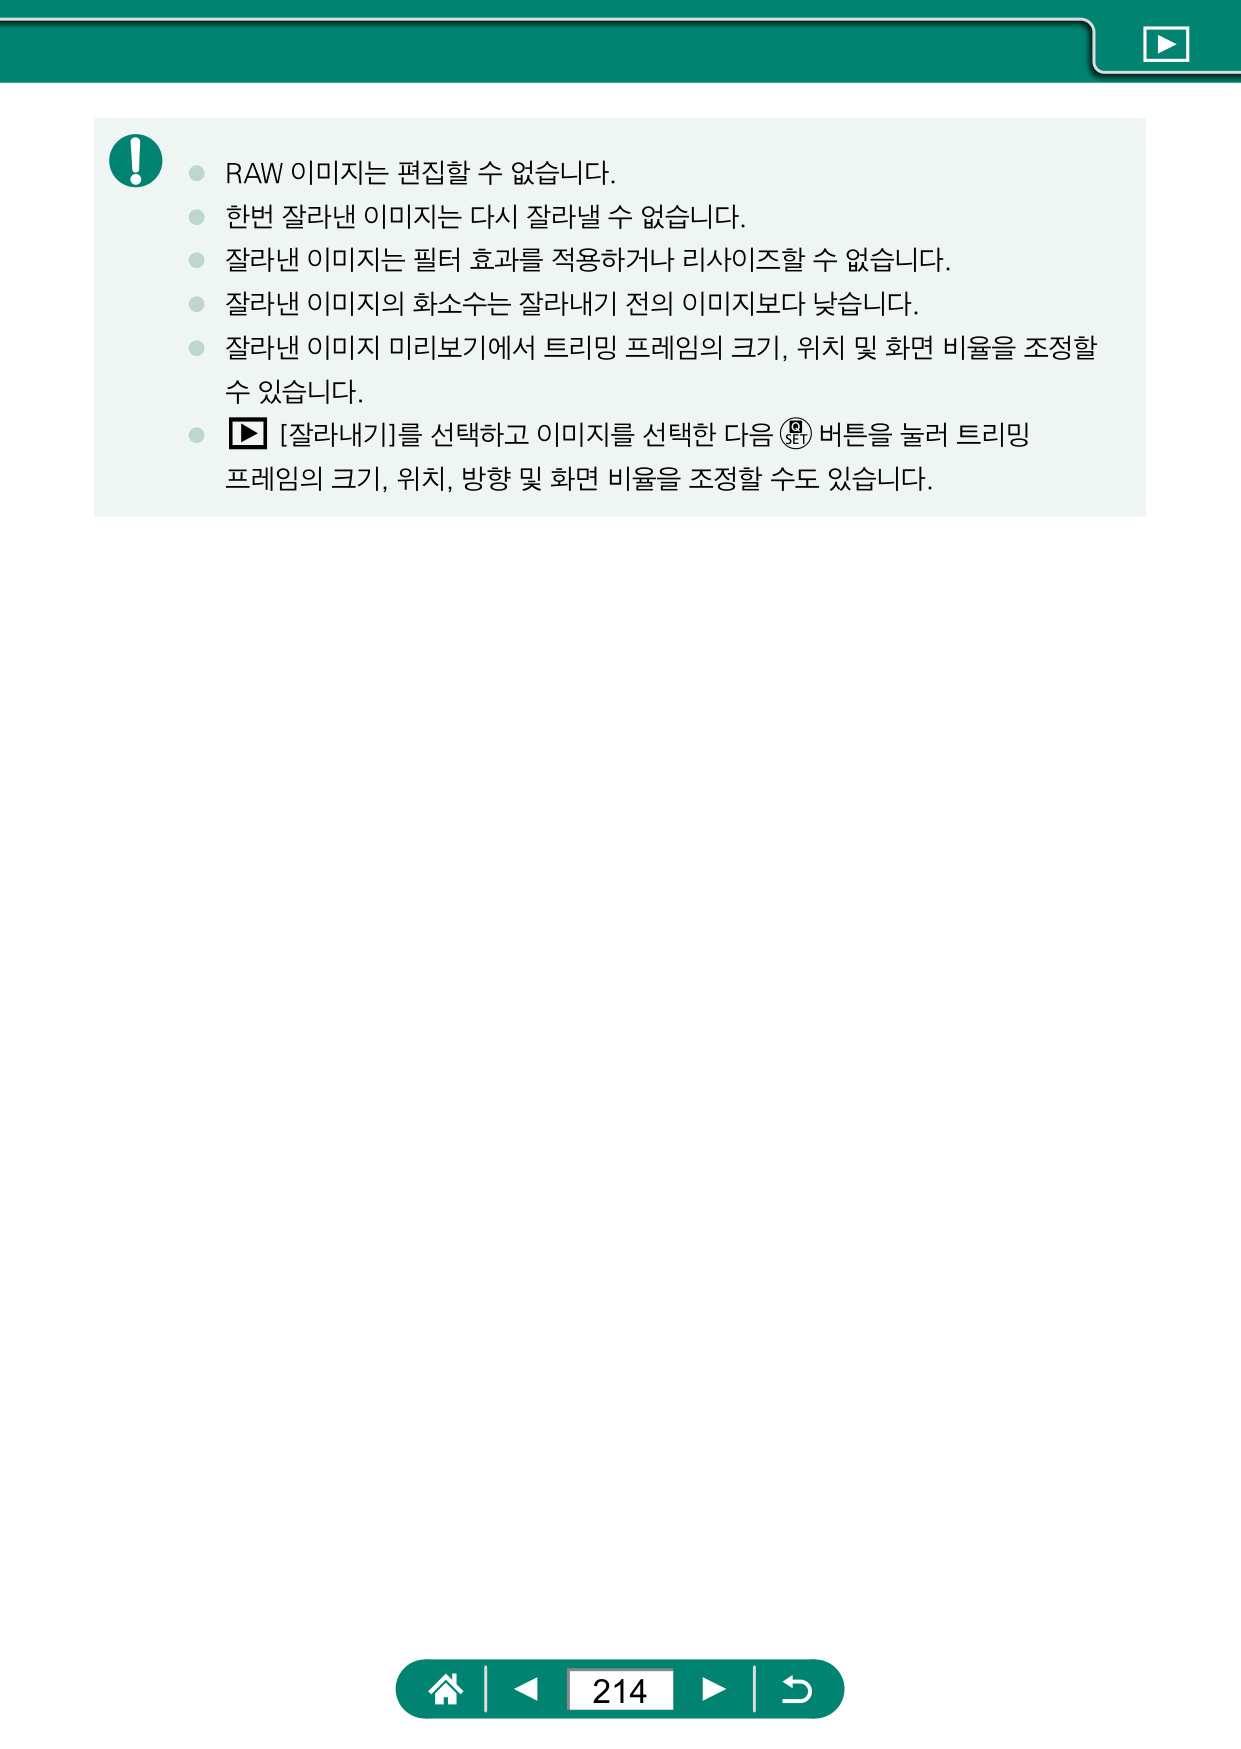 RAW 이미지는 편집할 수 없습니다.
한번 잘라낸 이미지는 다시 잘라낼 수 없습니다.
잘라낸 이미지는 필터 효과를 적용하거나 리사이즈할 수 없습니다.
잘라낸 이미지의 화소수는 잘라내기 전의 이미지보다 낮습니다.
잘라낸 이미지 미리보기에서 트리밍 프레임의 크기, 위치 및 화면 비율을 조정할
수 있습니다.
[잘라내기]를 선택하고 이미지를 선택한 다음 Q SET 버튼을 눌러 트리밍
프레임의 크기, 위치, 방향 및 화면 비율을 조정할 수도 있습니다.
214